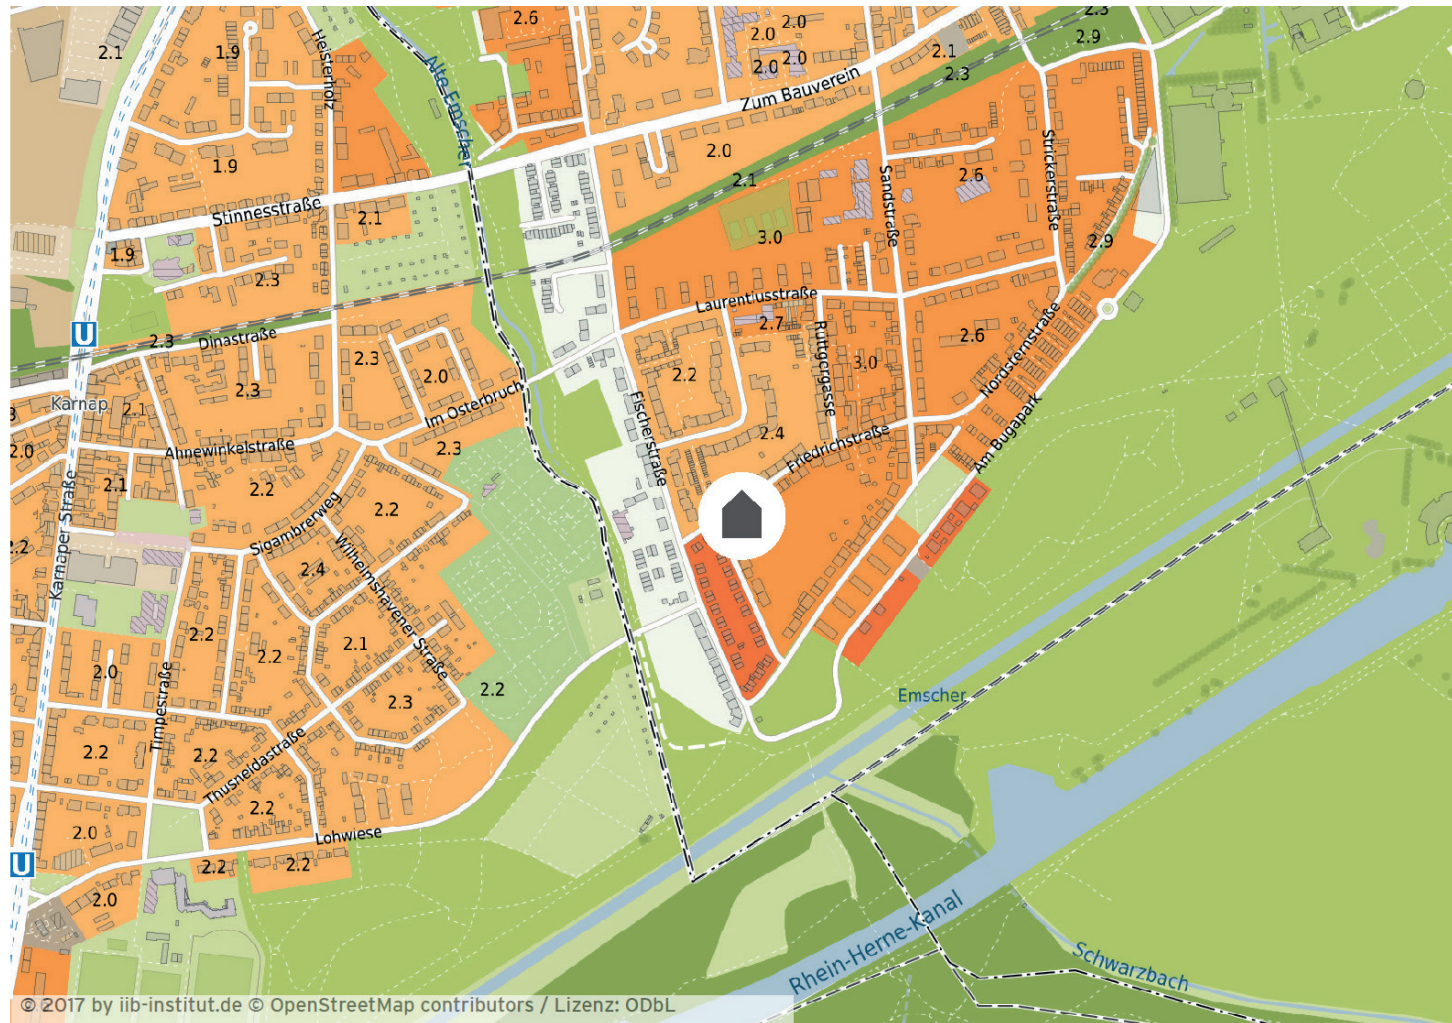 2.6
2.0
2.3
2.1
1.9
Heisterholz
2.0
2.1
2.9
Alte Emscher
2.0
2.0
2.3
Zum Bauverein
1.9
2.0
2.1
Strickerstraße
Stinnesstraße
2.1
Sandstraße
2.6
1.9
3.0
2.9
2.3
Laurentiusstraße
U
2.3
Dinastraße
2.7
Rüttgergasse
2.6
Nordsternstraße
2.3
2.0
2.2
3.0
2.3
Im Osterbruch
Karnap
2.1
3
Fischerstraße
2.4
Friedrichstraße
Am Bugapark
2.0
Ahnewinkelstraße
2.3
2.1
2.2
2.2
Sigambrerweg
:.2
Karnaper Straße
2.4
Wilhelmshavener Straße
2.2
2.2
2.1
2.0
2.2
Timpestraße
2.3
Emscher
2.2
2.2
Thusneldastraße
2.2
2.0
Lohwiese
U
2.2
2.2
2.0
Rhein-Herne-Kanal
Schwarzbach
© 2017 by iib-institut.de © OpenStreetMap contributors / Lizenz: ODbL